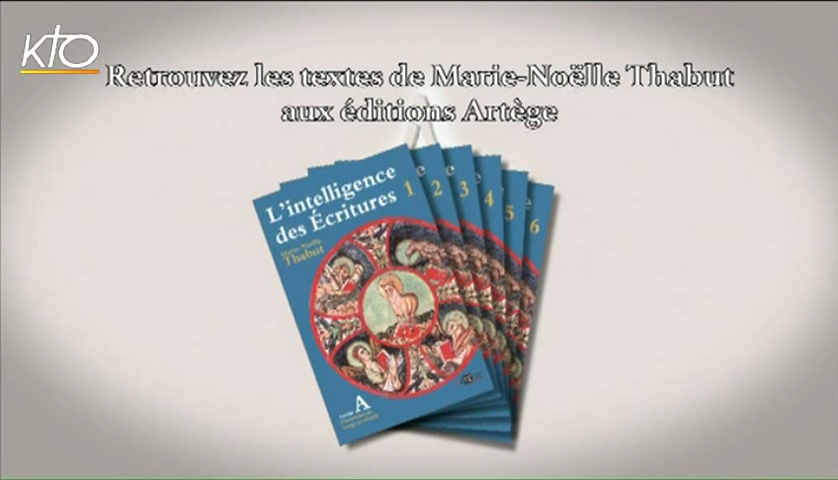 KTO
Retrouvez les textes de Marie-Noëlle Thabut
aux éditions Artège
L'intelligence
des Écritures
1
2
3
4
5
6
Marie-Noëlle
Thabut
A